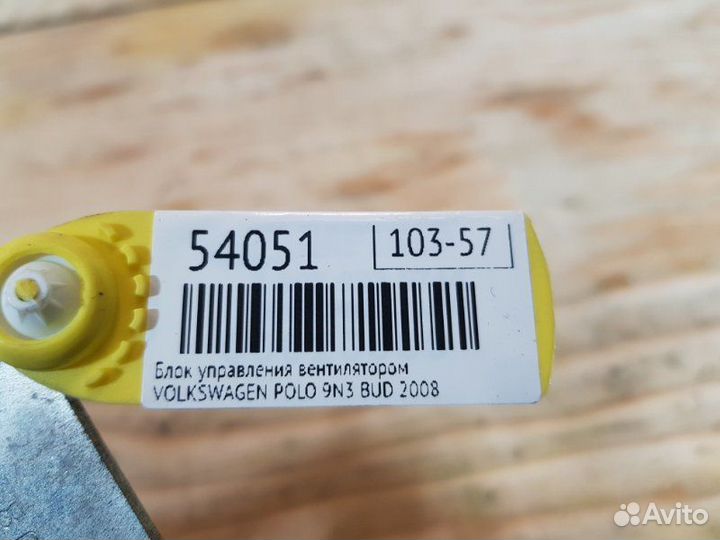 54051
103-57
Блок управления вентилятором
VOLKSWAGEN POLO 9N3 BUD 2008
Avito